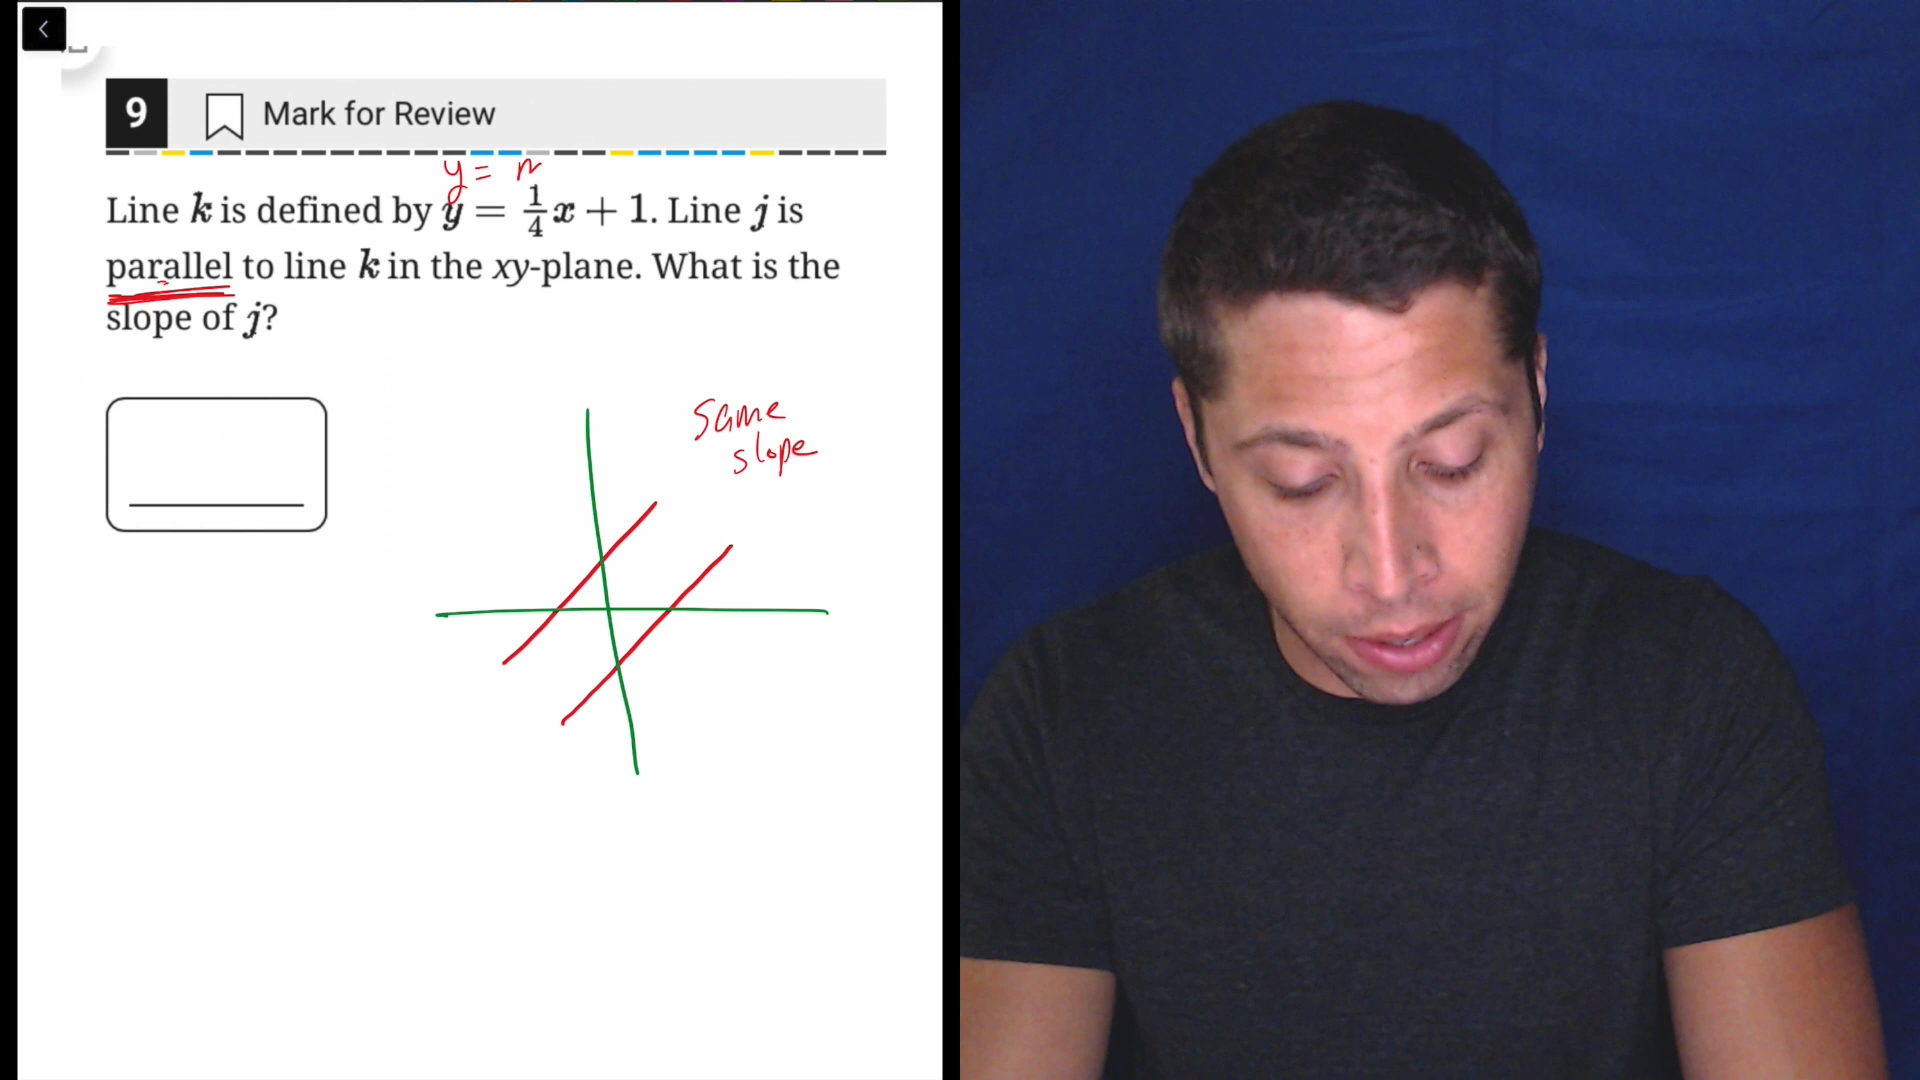 9 Mark for Review
y = m
Line k is defined by y = 1/4 x + 1. Line j is
parallel to line k in the xy-plane. What is the
slope of j?
same
slope